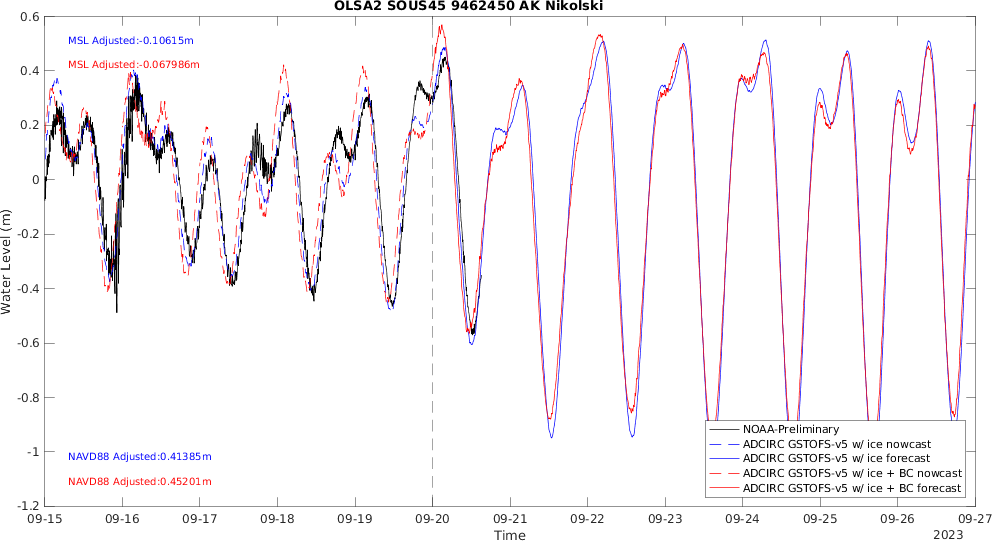 OLSA2 SOUS45 9462450 AK Nikolski
0.6
0.4
0.2
0
-0.2
-0.4
-0.6
-0.8
-1
-1.2
Water Level (m)
MSL Adjusted:-0.10615m
MSL Adjusted:-0.067986m
NAVD88 Adjusted:0.41385m
NAVD88 Adjusted:0.45201m
NOAA-Preliminary
ADCIRC GSTOFS-v5 w/ ice nowcast
ADCIRC GSTOFS-v5 w/ ice forecast
ADCIRC GSTOFS-v5 w/ ice + BC nowcast
ADCIRC GSTOFS-v5 w/ ice + BC forecast
09-15 09-16 09-17 09-18 09-19 09-20 09-21 09-22 09-23 09-24 09-25 09-26 09-27
Time
2023